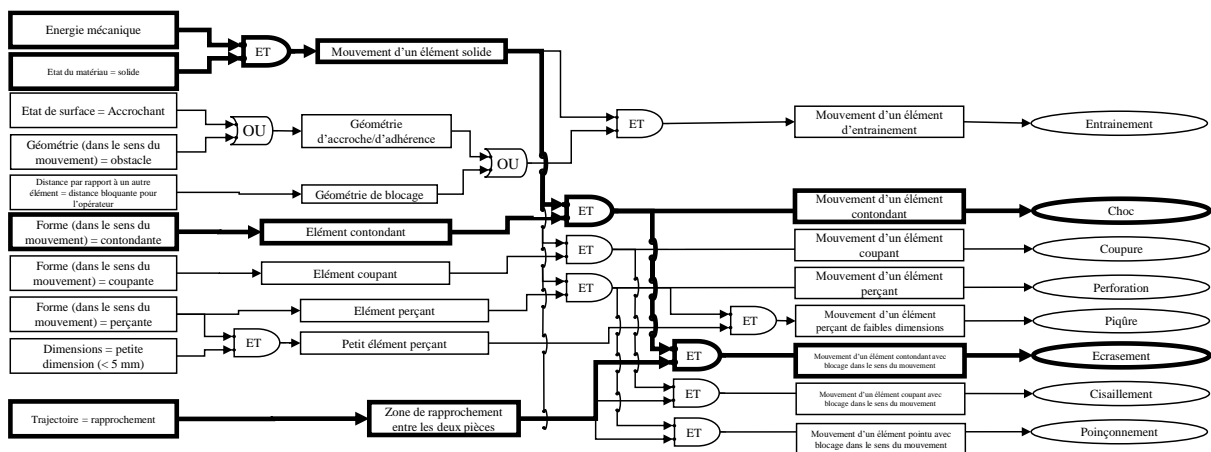 Energie mécanique
Etat du matériau = solide
ET
Mouvement d'un élément solide
Etat de surface = Accrochant
Géométrie (dans le sens du
mouvement) = obstacle
OU
Géométrie
d'accroche/d'adhérence
Distance par rapport à un autre
élément = distance bloquante pour
l'opérateur
Géométrie de blocage
OU
ET
Mouvement d'un élément
d'entrainement
Entrainement
Forme (dans le sens du
mouvement) = contondante
Elément contondant
ET
Mouvement d'un élément
contondant
Choc
Forme (dans le sens du
mouvement) = coupante
Elément coupant
ET
Mouvement d'un élément
coupant
Coupure
Forme (dans le sens du
mouvement) = perçante
Elément perçant
ET
Mouvement d'un élément
perçant
Perforation
Dimensions = petite
dimension (< 5 mm)
ET
Petit élément perçant
ET
Mouvement d'un élément
perçant de faibles dimensions
Piqûre
ET
Mouvement d'un élément contondant avec
blocage dans le sens du mouvement
Ecrasement
Trajectoire = rapprochement
Zone de rapprochement
entre les deux pièces
ET
Mouvement d'un élément coupant avec
blocage dans le sens du mouvement
Cisaillement
ET
Mouvement d'un élément pointu avec
blocage dans le sens du mouvement
Poinçonnement